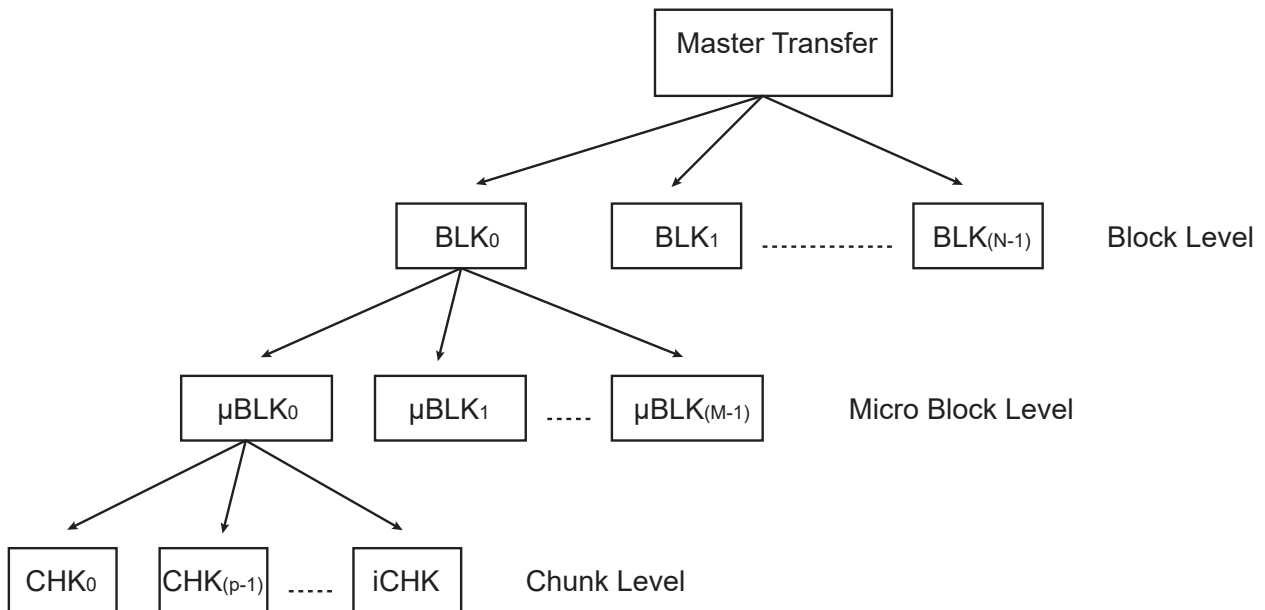 Master Transfer
BLK0 BLK1 BLK(N-1) Block Level
µBLK0 µBLK1 µBLK(M-1) Micro Block Level
CHK0 CHK(p-1) iCHK Chunk Level